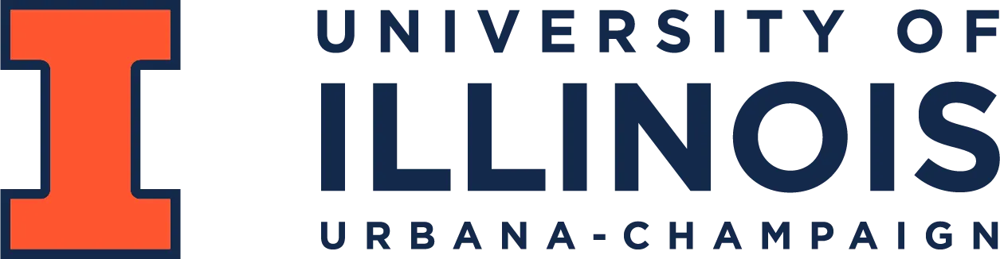 I
UNIVERSITY OF
ILLINOIS
URBANA-CHAMPAIGN